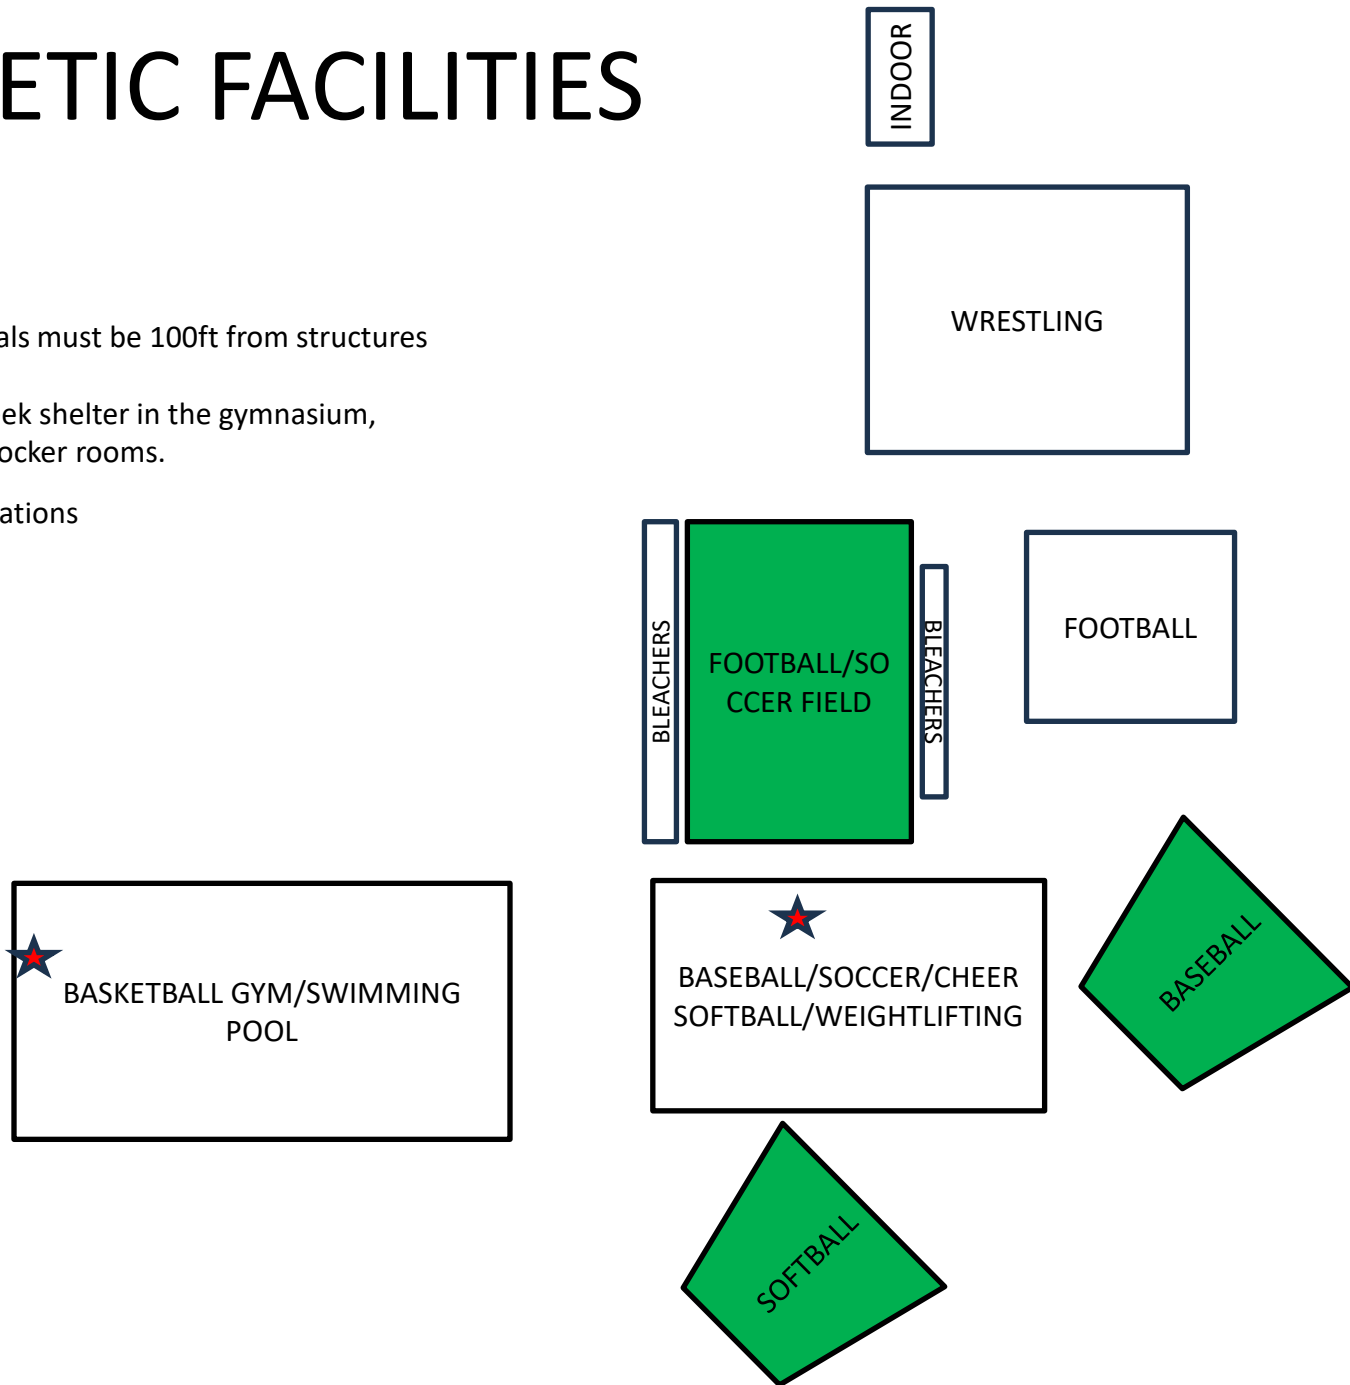 ETIC FACILITIES
INDOOR
WRESTLING
als must be 100ft from structures
ek shelter in the gymnasium,
ocker rooms.
ations
BLEACHERS
FOOTBALL/SO
CCER FIELD
BLEACHERS
FOOTBALL
BASKETBALL GYM/SWIMMING
POOL
BASEBALL/SOCCER/CHEER
SOFTBALL/WEIGHTLIFTING
BASEBALL
SOFTBALL